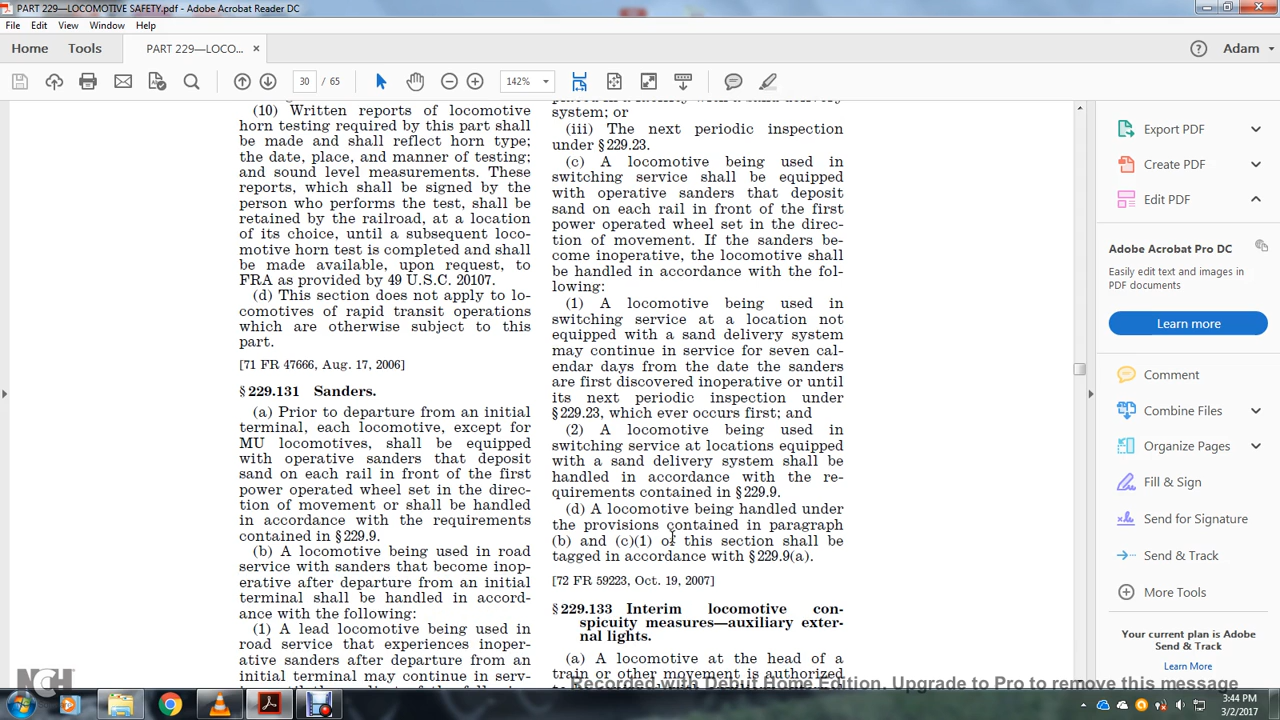 PART 229—LOCOMOTIVE SAFETY.pdf - Adobe Acrobat Reader DC
File Edit View Window Help
Home Tools PART 229—LOCO... × Adam
30 / 65 142%
(10) Written reports of locomotive
horn testing required by this part shall
be made and shall reflect horn type;
the date, place, and manner of testing;
and sound level measurements. These
reports, which shall be signed by the
person who performs the test, shall be
retained by the railroad, at a location
of its choice, until a subsequent loco-
motive horn test is completed and shall
be made available, upon request, to
FRA as provided by 49 U.S.C. 20107.
(d) This section does not apply to lo-
comotives of rapid transit operations
which are otherwise subject to this
part.
[71 FR 47666, Aug. 17, 2006]
§ 229.131 Sanders.
(a) Prior to departure from an initial
terminal, each locomotive, except for
MU locomotives, shall be equipped
with operative sanders that deposit
sand on each rail in front of the first
power operated wheel set in the direc-
tion of movement or shall be handled
in accordance with the requirements
contained in § 229.9.
(b) A locomotive being used in road
service with sanders that become inop-
erative after departure from an initial
terminal shall be handled in accord-
ance with the following:
(1) A lead locomotive being used in
road service that experiences inoper-
ative sanders after departure from an
initial terminal may continue in serv-
placed in a facility with a sand delivery
system; or
(iii) The next periodic inspection
under § 229.23.
(c) A locomotive being used in
switching service shall be equipped
with operative sanders that deposit
sand on each rail in front of the first
power operated wheel set in the direc-
tion of movement. If the sanders be-
come inoperative, the locomotive shall
be handled in accordance with the fol-
lowing:
(1) A locomotive being used in
switching service at a location not
equipped with a sand delivery system
may continue in service for seven cal-
endar days from the date the sanders
are first discovered inoperative or until
its next periodic inspection under
§ 229.23, which ever occurs first; and
(2) A locomotive being used in
switching service at locations equipped
with a sand delivery system shall be
handled in accordance with the re-
quirements contained in § 229.9.
(d) A locomotive being handled under
the provisions contained in paragraph
(b) and (c)(1) of this section shall be
tagged in accordance with § 229.9(a).
[72 FR 59223, Oct. 19, 2007]
§ 229.133 Interim locomotive con-
spicuity measures—auxiliary exter-
nal lights.
(a) A locomotive at the head of a
train or other movement is authorized
Export PDF
Create PDF
Edit PDF
Adobe Acrobat Pro DC
Easily edit text and images in
PDF documents
Learn more
Comment
Combine Files
Organize Pages
Fill & Sign
Send for Signature
Send & Track
More Tools
Your current plan is Adobe
Send & Track
Learn More
NCH
Recorded with Debut Home Edition. Upgrade to Pro to remove this message
3:44 PM
3/2/2017